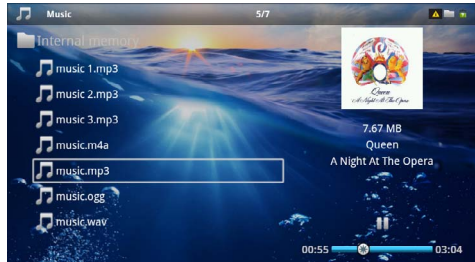 Music
5/7
Internal memory
music 1.mp3
music 2.mp3
music 3.mp3
music.m4a
music.mp3
music.ogg
music.wav
Queen
A Night At The Opera
7.67 MB
Queen
A Night At The Opera
00:55
03:04